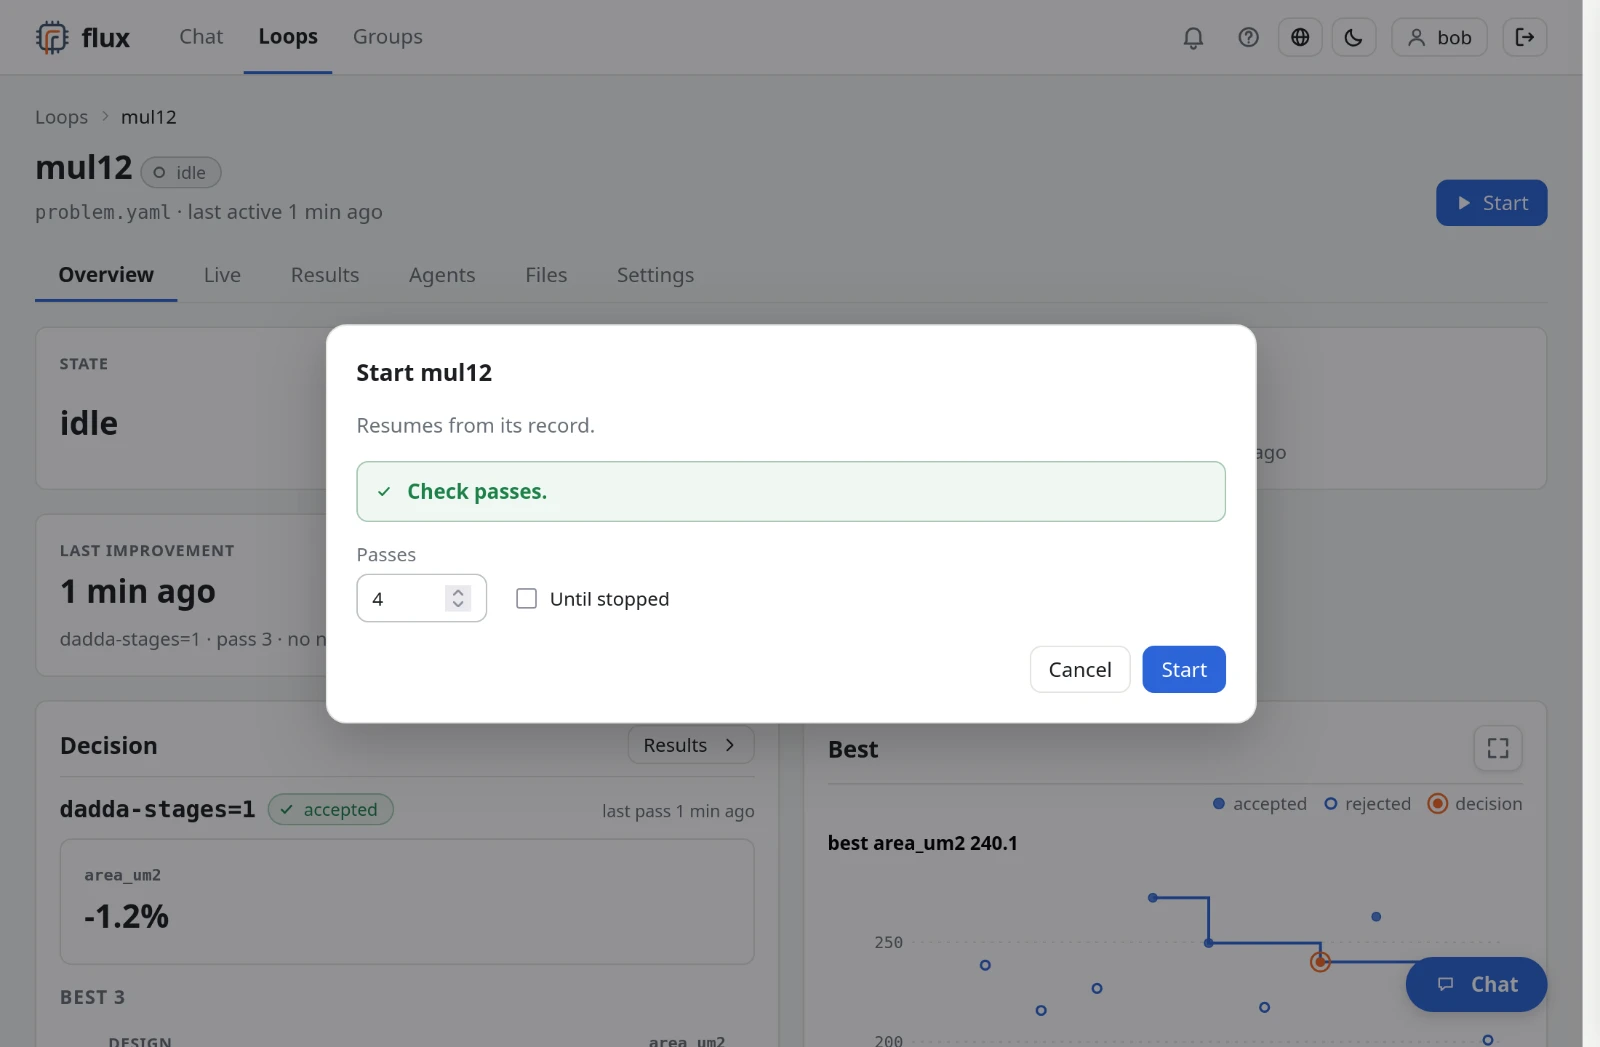 flux Chat Loops Groups bob
Loops > mul12
mul12 idle
problem.yaml · last active 1 min ago
Start
Overview Live Results Agents Files Settings
STATE
idle
ago
Start mul12
Resumes from its record.
Check passes.
Passes
4 Until stopped
Cancel Start
LAST IMPROVEMENT
1 min ago
dadda-stages=1 · pass 3 · no n
Decision Results
dadda-stages=1 accepted last pass 1 min ago
area_um2
-1.2%
BEST 3
DESIGN area_um2
Best
accepted rejected decision
best area_um2 240.1
250
200
Chat